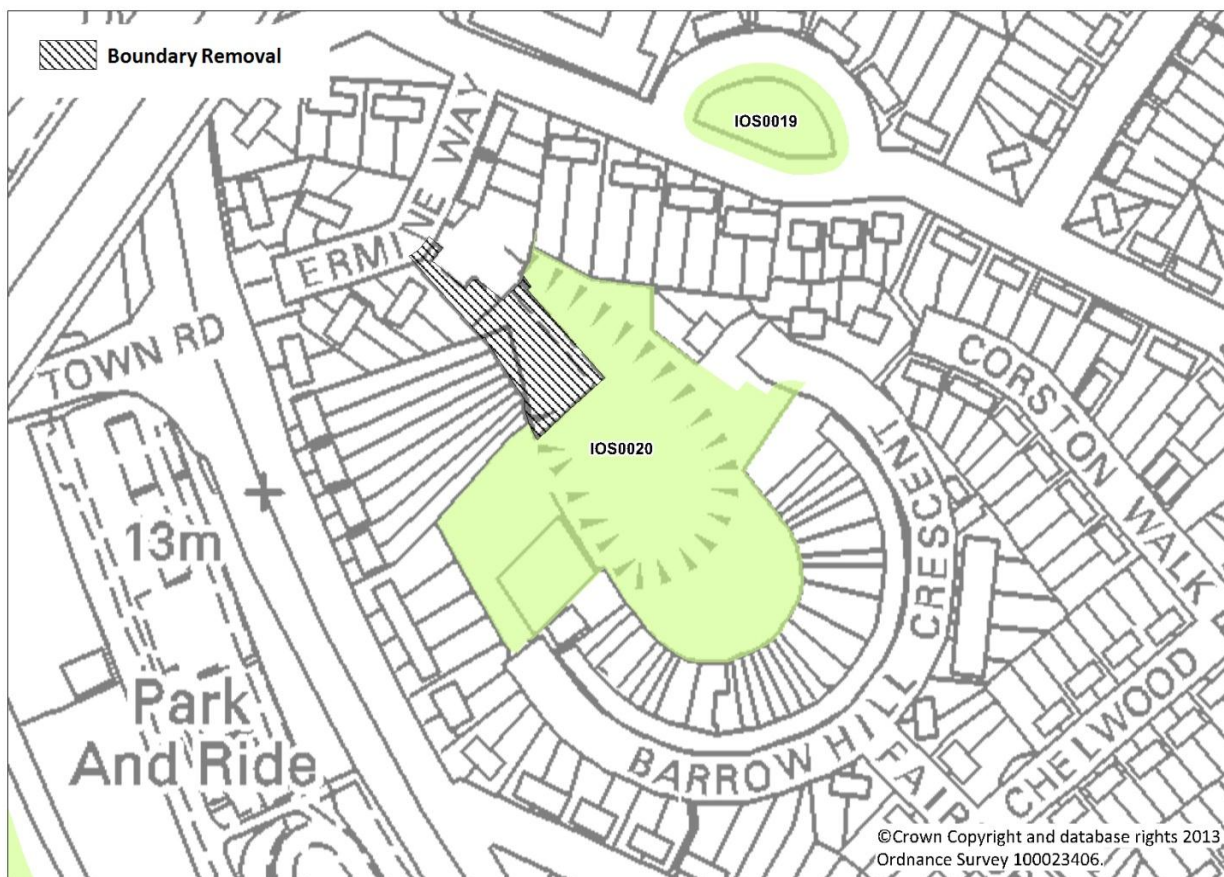 Boundary Removal
IOS0019
ERMINE WAY
TOWN RD
CORSTON WALK
IOS0020
13m
BARROW HILL CRESCENT
Park
And Ride
FAIR
CHELWOOD
©Crown Copyright and database rights 2013
Ordnance Survey 100023406.